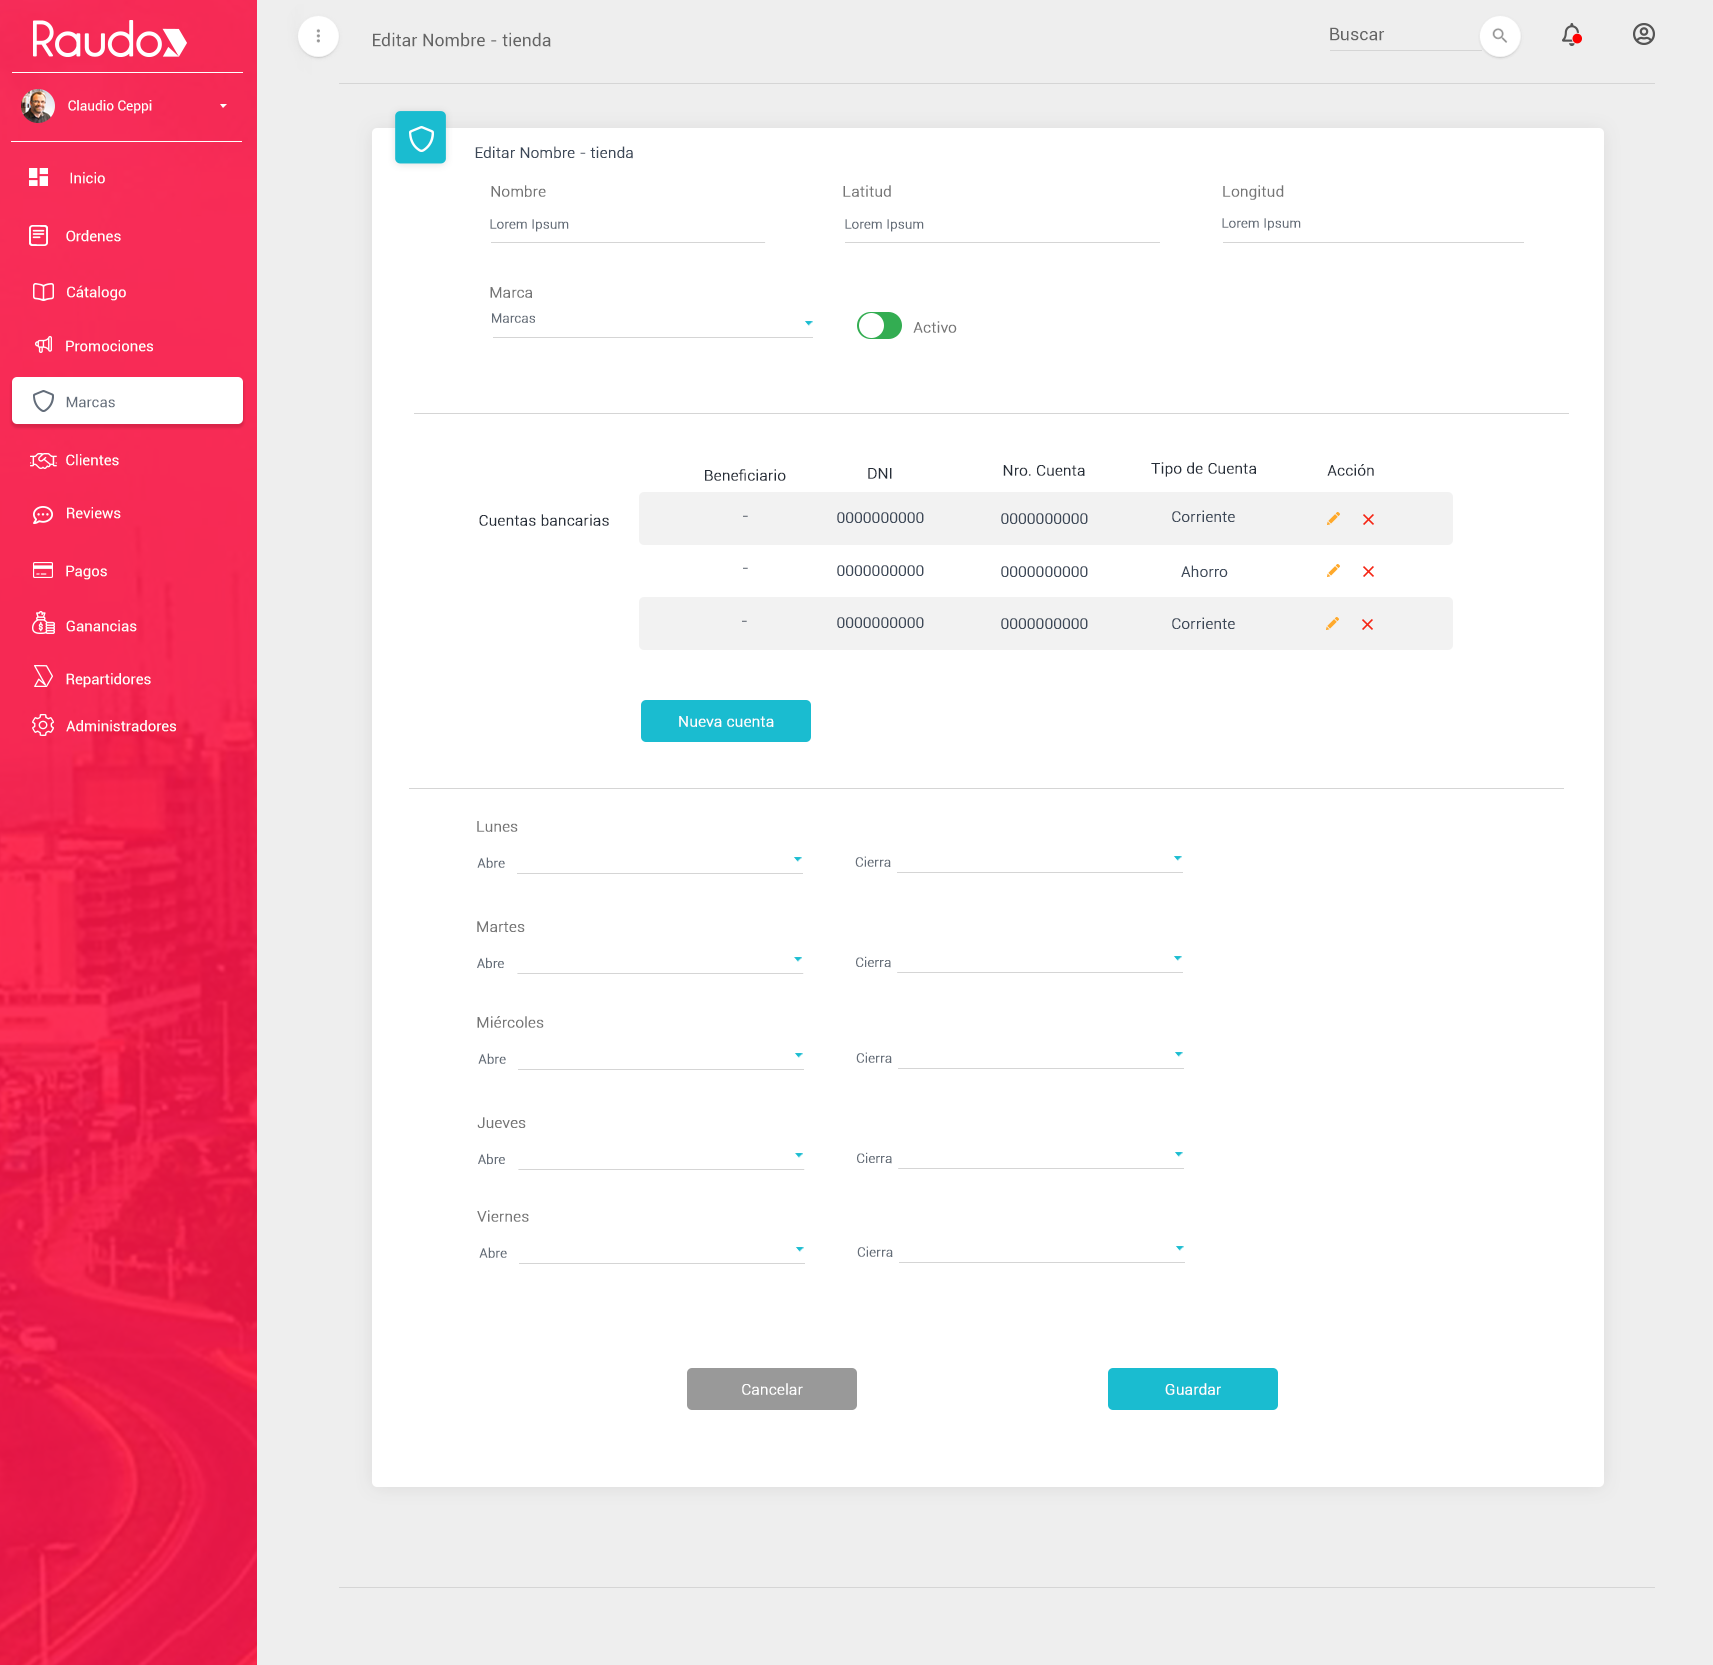 Raudo
Claudio Ceppi
Inicio
Ordenes
Cátalogo
Promociones
Marcas
Clientes
Reviews
Pagos
Ganancias
Repartidores
Administradores
Editar Nombre - tienda
Buscar
Editar Nombre - tienda
Nombre Latitud Longitud
Lorem Ipsum Lorem Ipsum Lorem Ipsum
Marca
Marcas
Activo
Beneficiario DNI Nro. Cuenta Tipo de Cuenta Acción
Cuentas bancarias - 0000000000 0000000000 Corriente
- 0000000000 0000000000 Ahorro
- 0000000000 0000000000 Corriente
Nueva cuenta
Lunes
Abre Cierra
Martes
Abre Cierra
Miércoles
Abre Cierra
Jueves
Abre Cierra
Viernes
Abre Cierra
Cancelar Guardar